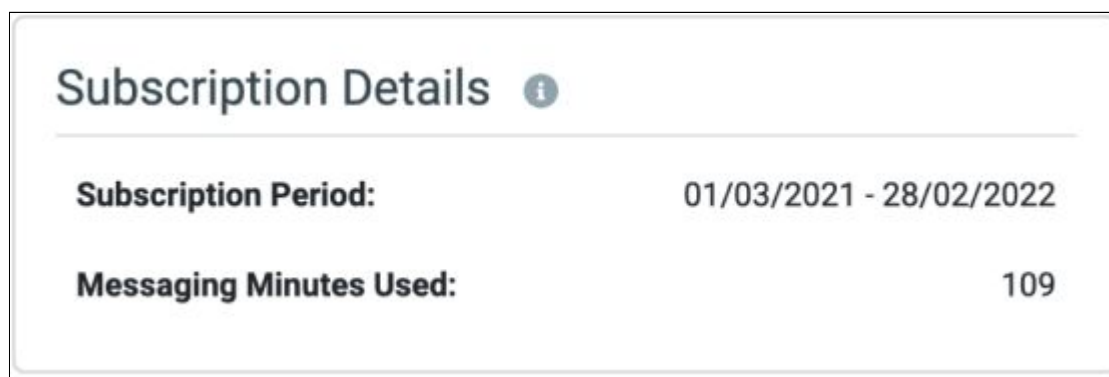 Subscription Details
Subscription Period: 01/03/2021 - 28/02/2022
Messaging Minutes Used: 109